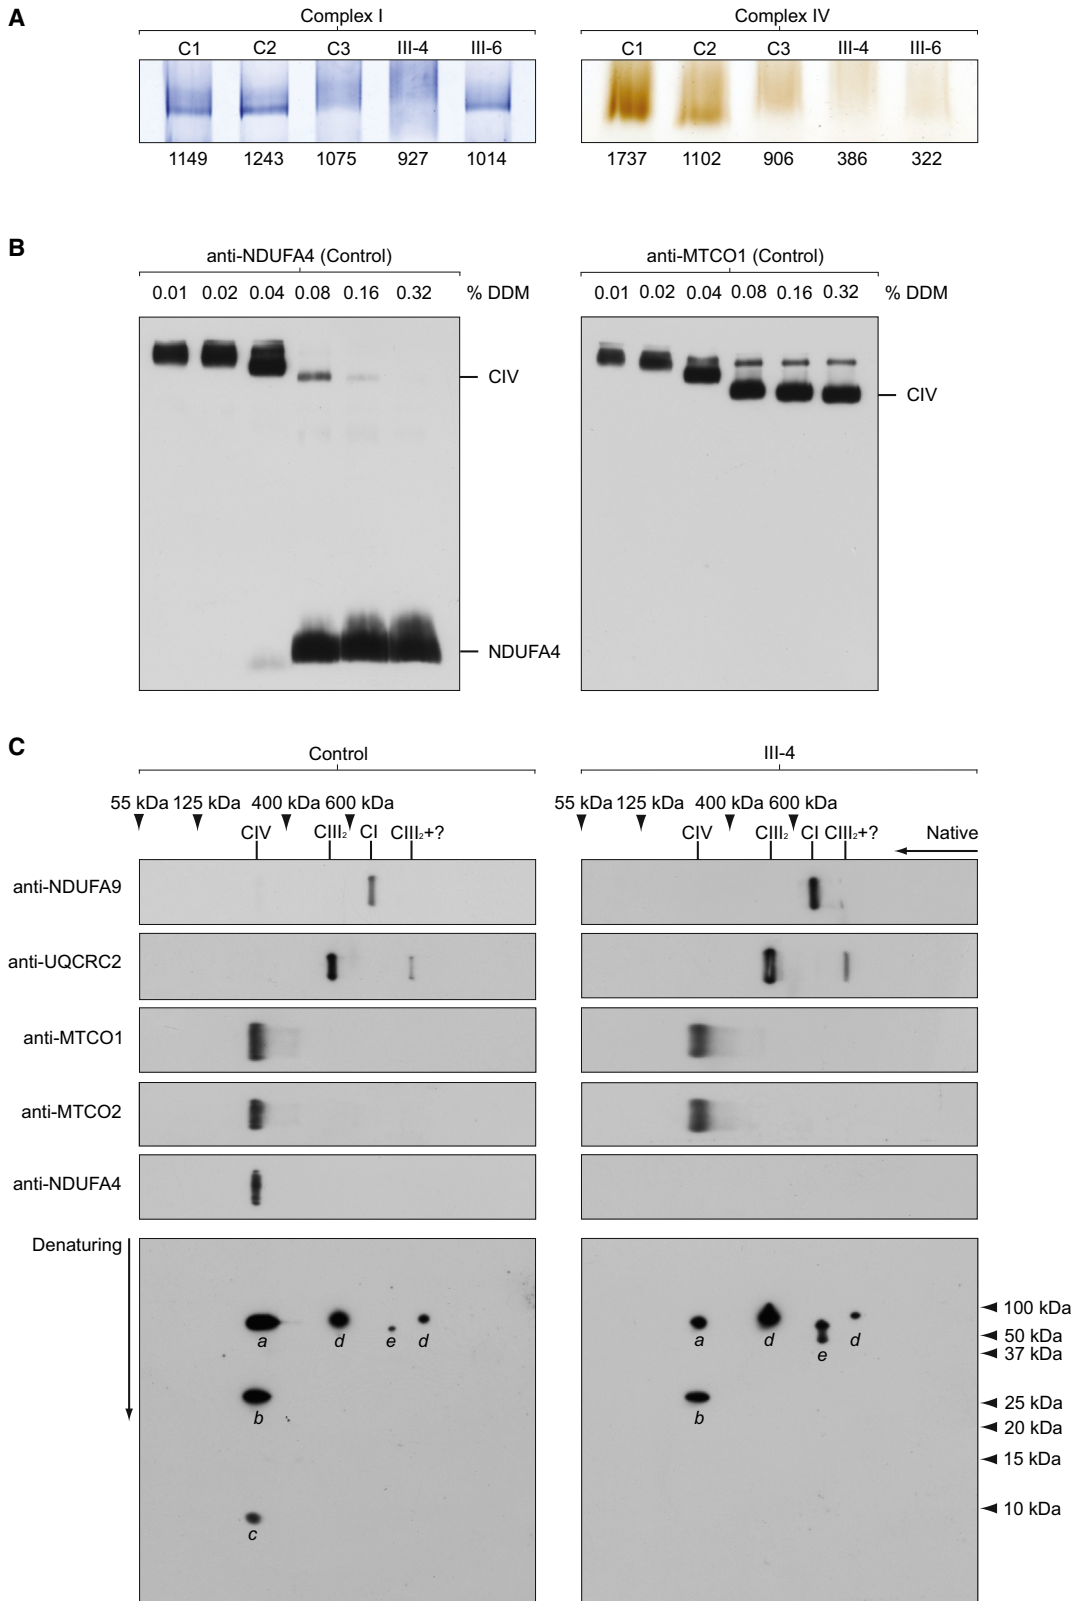 A
Complex I
C1 C2 C3 III-4 III-6
1149 1243 1075 927 1014
Complex IV
C1 C2 C3 III-4 III-6
1737 1102 906 386 322
B
anti-NDUFA4 (Control)
0.01 0.02 0.04 0.08 0.16 0.32 % DDM
CIV
NDUFA4
anti-MTCO1 (Control)
0.01 0.02 0.04 0.08 0.16 0.32 % DDM
CIV
C
Control
55 kDa 125 kDa 400 kDa 600 kDa
CIV CIII₂ CI CIII₂+?
III-4
55 kDa 125 kDa 400 kDa 600 kDa
CIV CIII₂ CI CIII₂+? Native
anti-NDUFA9
anti-UQCRC2
anti-MTCO1
anti-MTCO2
anti-NDUFA4
Denaturing
a d e d
b
c
a d e d
b
100 kDa
50 kDa
37 kDa
25 kDa
20 kDa
15 kDa
10 kDa